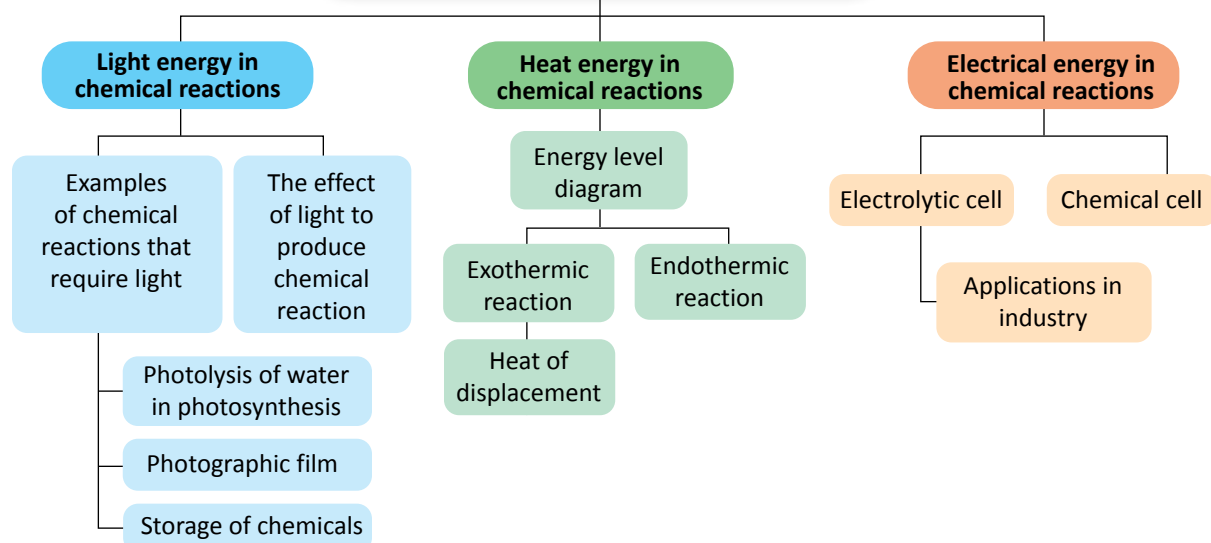 Light energy in
chemical reactions
Heat energy in
chemical reactions
Electrical energy in
chemical reactions
Examples
of chemical
reactions that
require light
The effect
of light to
produce
chemical
reaction
Energy level
diagram
Electrolytic cell
Chemical cell
Exothermic
reaction
Endothermic
reaction
Applications in
industry
Heat of
displacement
Photolysis of water
in photosynthesis
Photographic film
Storage of chemicals